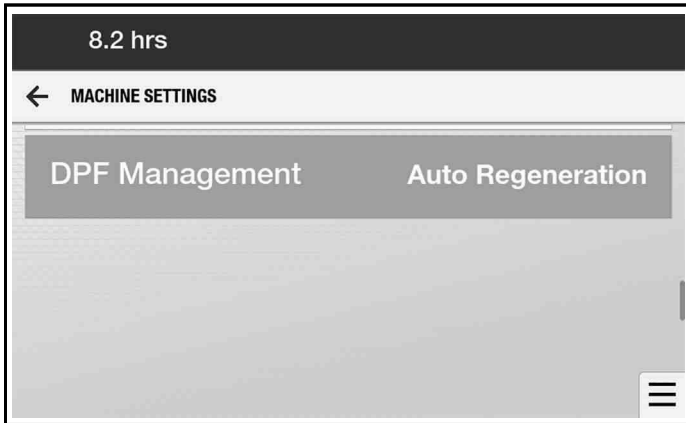 8.2 hrs
MACHINE SETTINGS
DPF Management Auto Regeneration